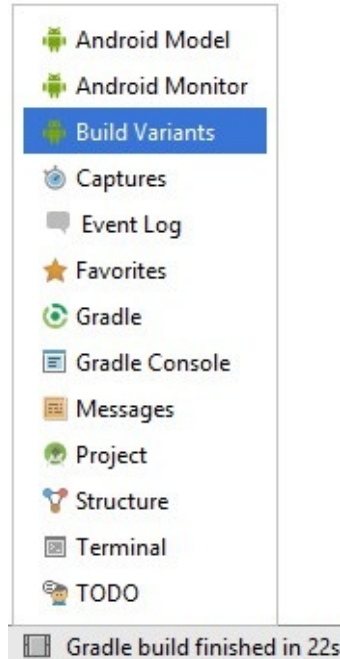 Android Model
Android Monitor
Build Variants
Captures
Event Log
Favorites
Gradle
Gradle Console
Messages
Project
Structure
Terminal
TODO
Gradle build finished in 22s